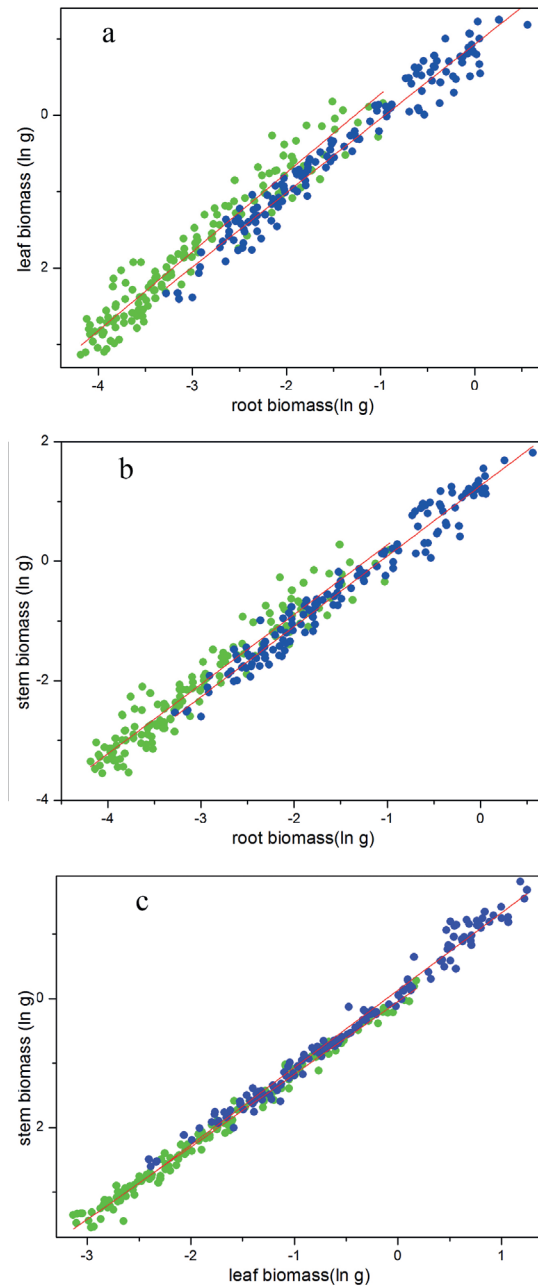 a
leaf biomass (ln g)
0
2
-4 -3 -2 -1 0
root biomass(ln g)
b
stem biomass (ln g)
2
0
-2
-4
-4 -3 -2 -1 0
root biomass(ln g)
c
stem biomass (ln g)
0
2
-3 -2 -1 0 1
leaf biomass (ln g)